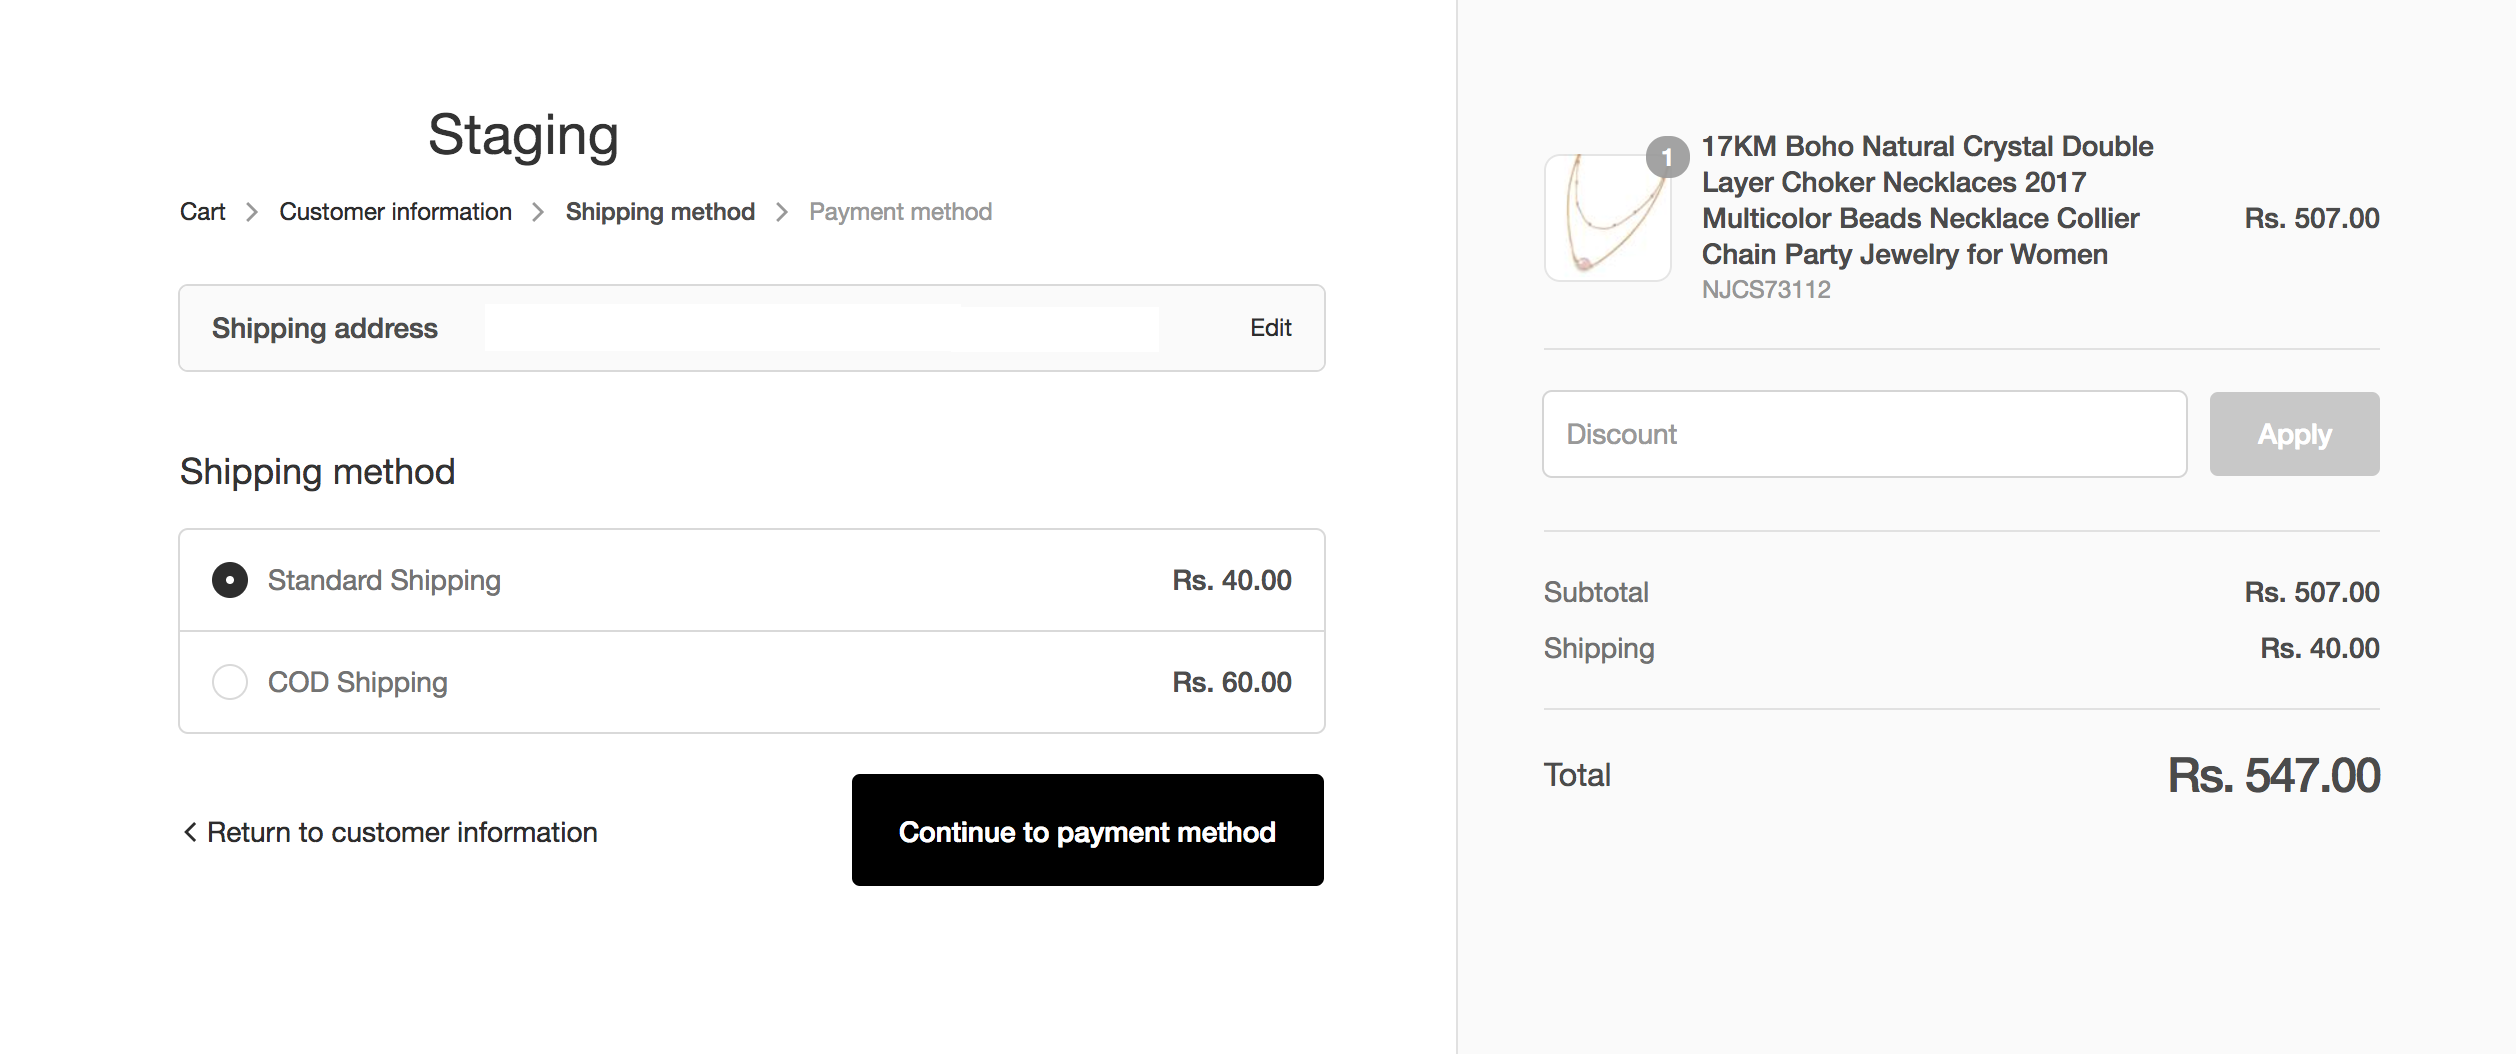 Staging
Cart > Customer information > Shipping method > Payment method
Shipping address Edit
Shipping method
Standard Shipping Rs. 40.00
COD Shipping Rs. 60.00
< Return to customer information
Continue to payment method
1
17KM Boho Natural Crystal Double
Layer Choker Necklaces 2017
Multicolor Beads Necklace Collier
Chain Party Jewelry for Women
NJCS73112
Rs. 507.00
Discount
Apply
Subtotal Rs. 507.00
Shipping Rs. 40.00
Total Rs. 547.00